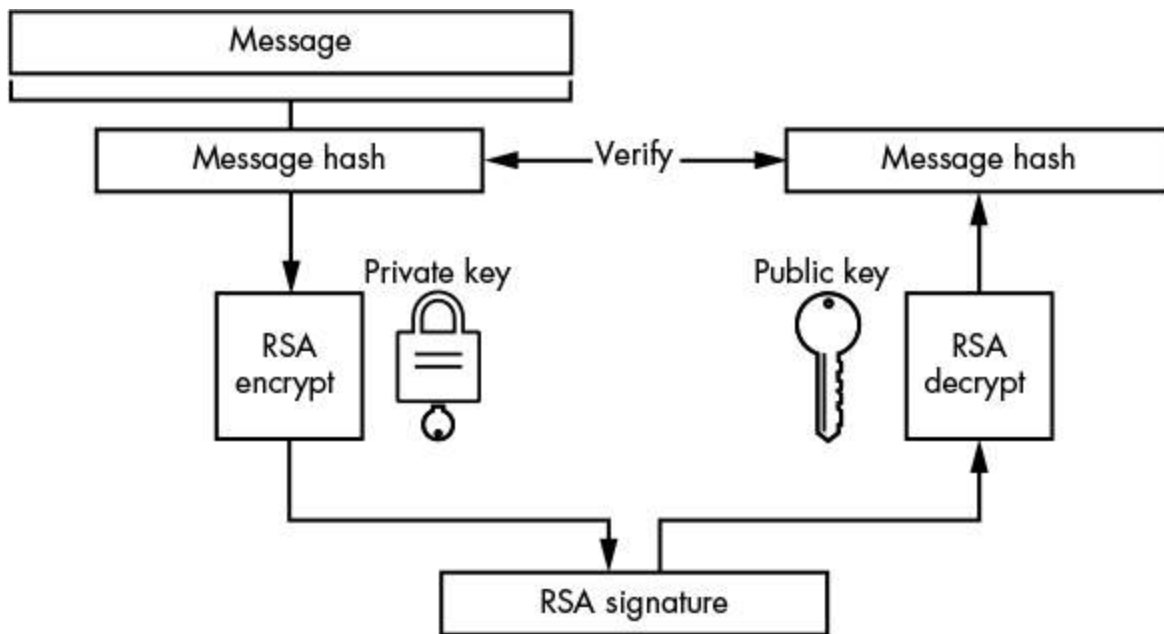 Message
Message hash
Verify
Message hash
Private key
Public key
RSA
encrypt
RSA
decrypt
RSA signature